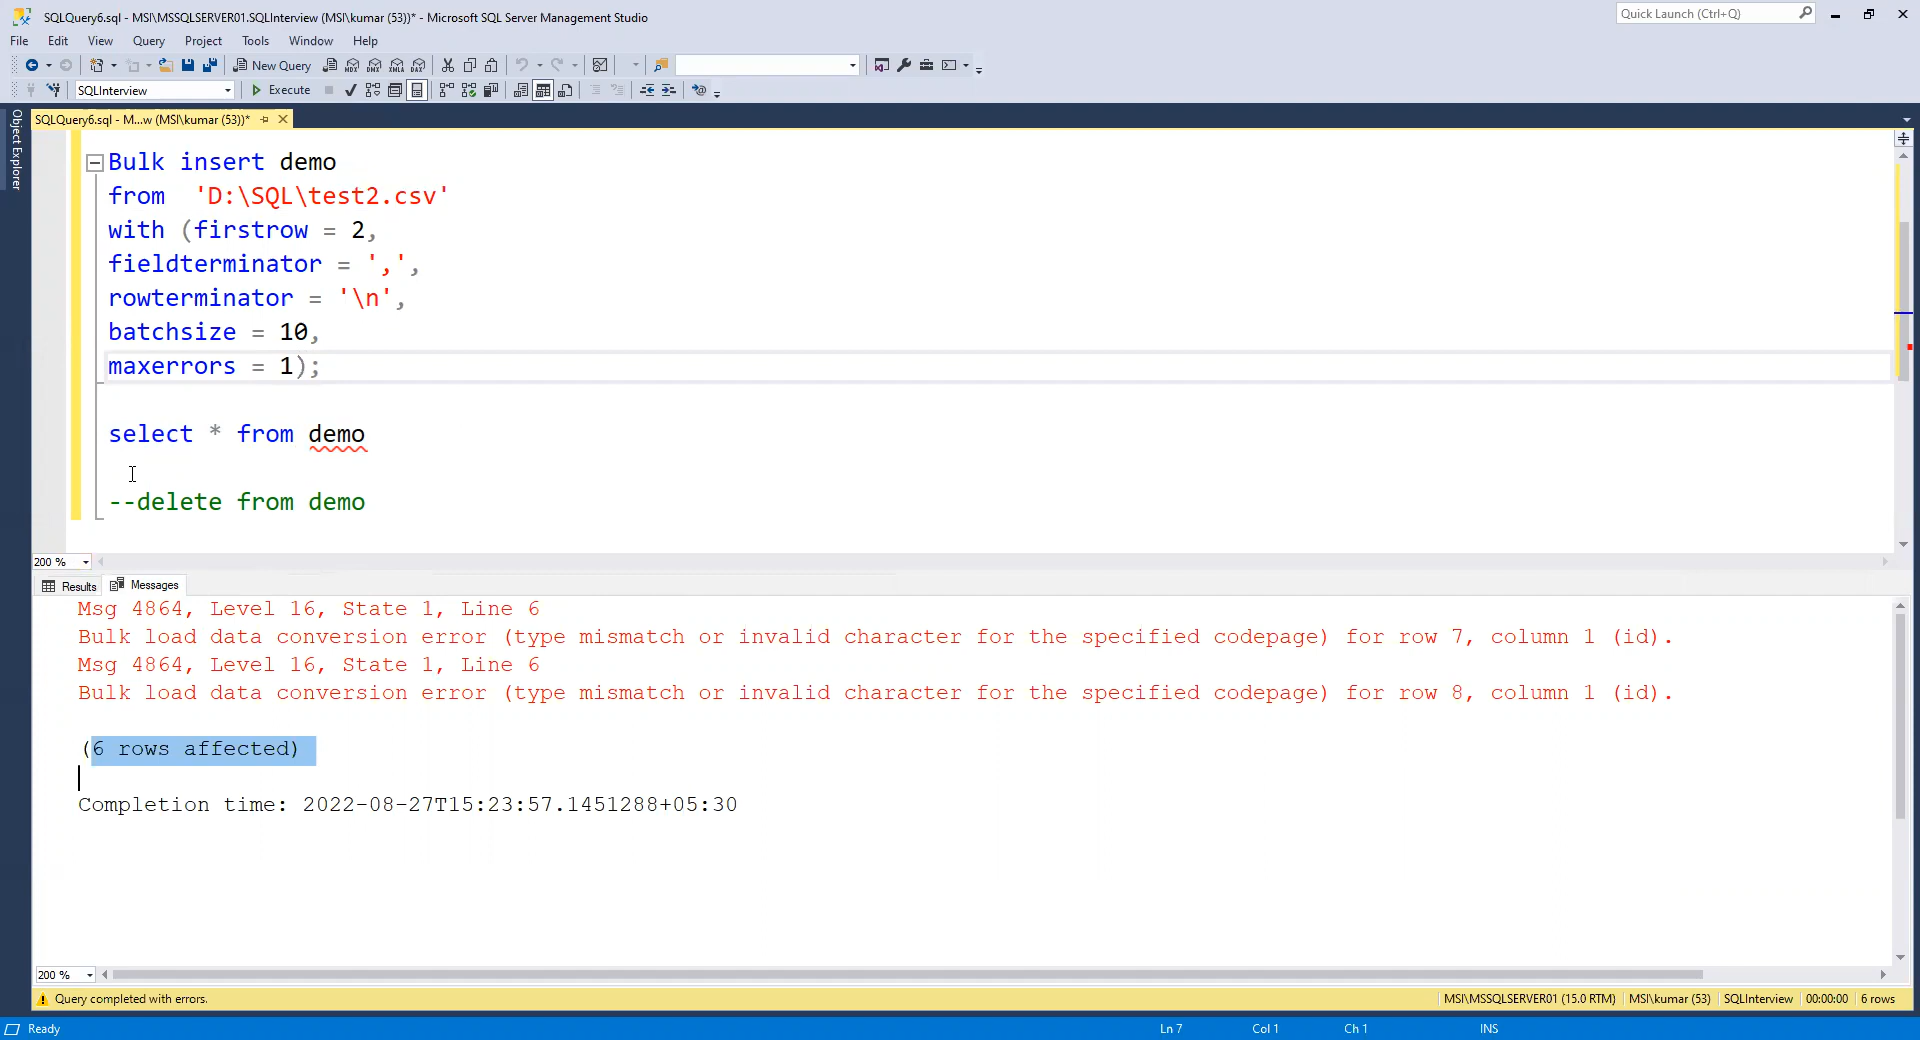 SQLQuery6.sql - MSI\MSSQLSERVER01.SQLInterview (MSI\kumar (53))* - Microsoft SQL Server Management Studio
Quick Launch (Ctrl+Q)
File Edit View Query Project Tools Window Help
New Query
SQLInterview Execute
Object Explorer
SQLQuery6.sql - M...w (MSI\kumar (53))*
Bulk insert demo
from 'D:\SQL\test2.csv'
with (firstrow = 2,
fieldterminator = ',',
rowterminator = '\n',
batchsize = 10,
maxerrors = 1);
select * from demo
--delete from demo
200 %
Results Messages
Msg 4864, Level 16, State 1, Line 6
Bulk load data conversion error (type mismatch or invalid character for the specified codepage) for row 7, column 1 (id).
Msg 4864, Level 16, State 1, Line 6
Bulk load data conversion error (type mismatch or invalid character for the specified codepage) for row 8, column 1 (id).
(6 rows affected)
Completion time: 2022-08-27T15:23:57.1451288+05:30
200 %
Query completed with errors. MSI\MSSQLSERVER01 (15.0 RTM) MSI\kumar (53) SQLInterview 00:00:00 6 rows
Ready Ln 7 Col 1 Ch 1 INS